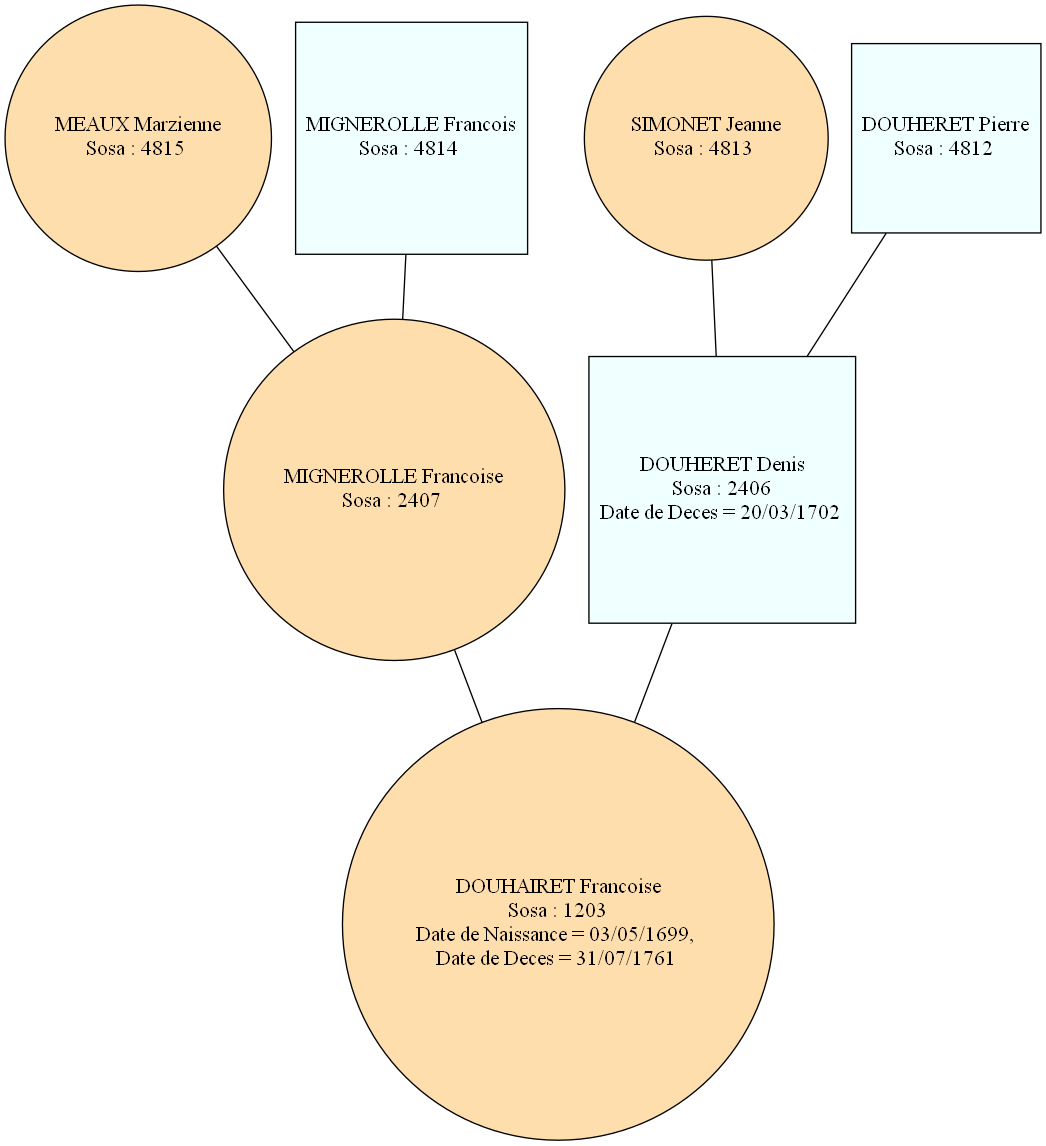 MEAUX Marzienne
Sosa : 4815
MIGNEROLLE Francois
Sosa : 4814
SIMONET Jeanne
Sosa : 4813
DOUHERET Pierre
Sosa : 4812
MIGNEROLLE Francoise
Sosa : 2407
DOUHERET Denis
Sosa : 2406
Date de Deces = 20/03/1702
DOUHAIRET Francoise
Sosa : 1203
Date de Naissance = 03/05/1699,
Date de Deces = 31/07/1761